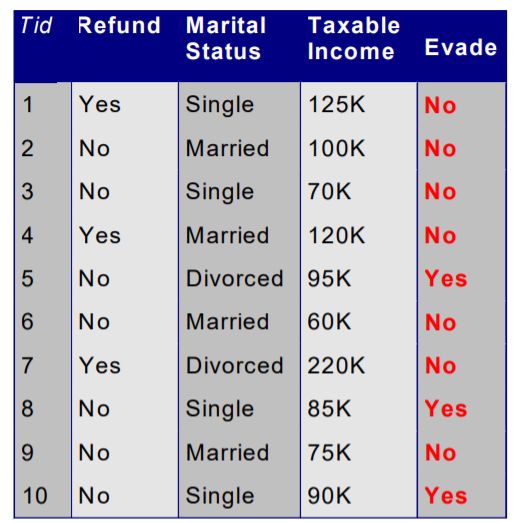 Tid Refund Marital Status Taxable Income Evade
1 Yes Single 125K No
2 No Married 100K No
3 No Single 70K No
4 Yes Married 120K No
5 No Divorced 95K Yes
6 No Married 60K No
7 Yes Divorced 220K No
8 No Single 85K Yes
9 No Married 75K No
10 No Single 90K Yes